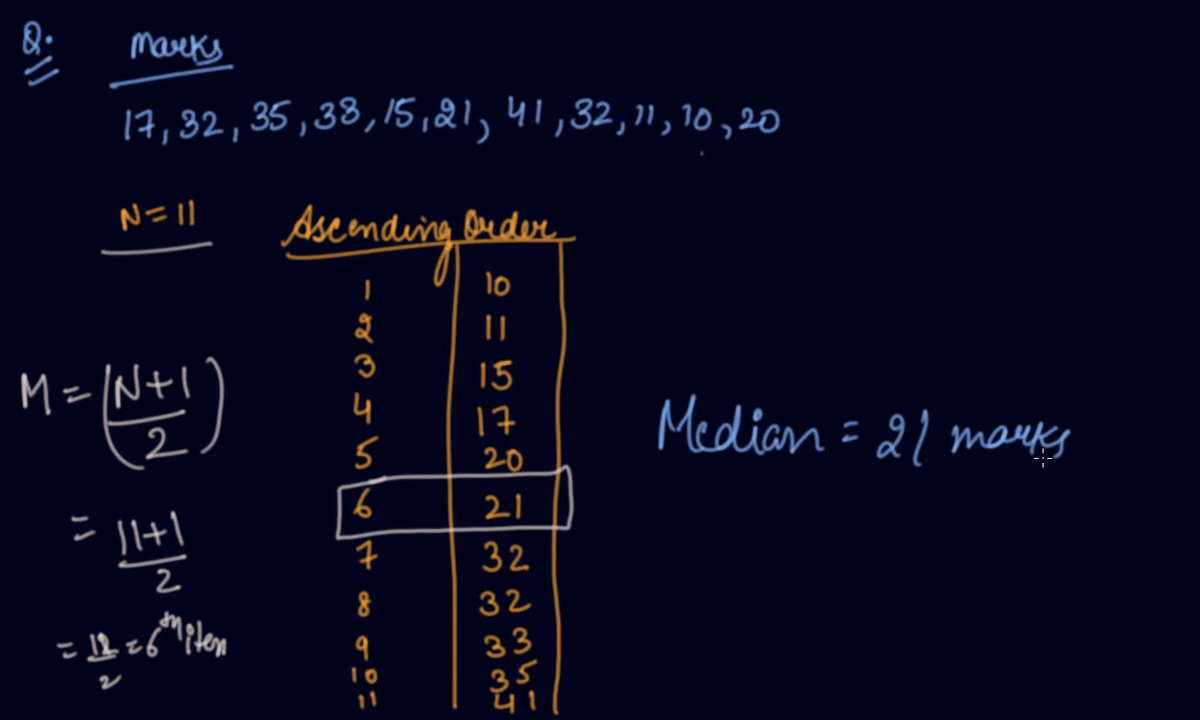 Q.
Marks
17, 32, 35, 33, 15, 21, 41, 32, 11, 10, 20
N = 11
Ascending Order
1 10
2 11
3 15
4 17
5 20
6 21
7 32
8 32
9 33
10 35
11 41
M = (N+1/2)
= 11+1/2
= 12/2 = 6th item
Median = 21 marks